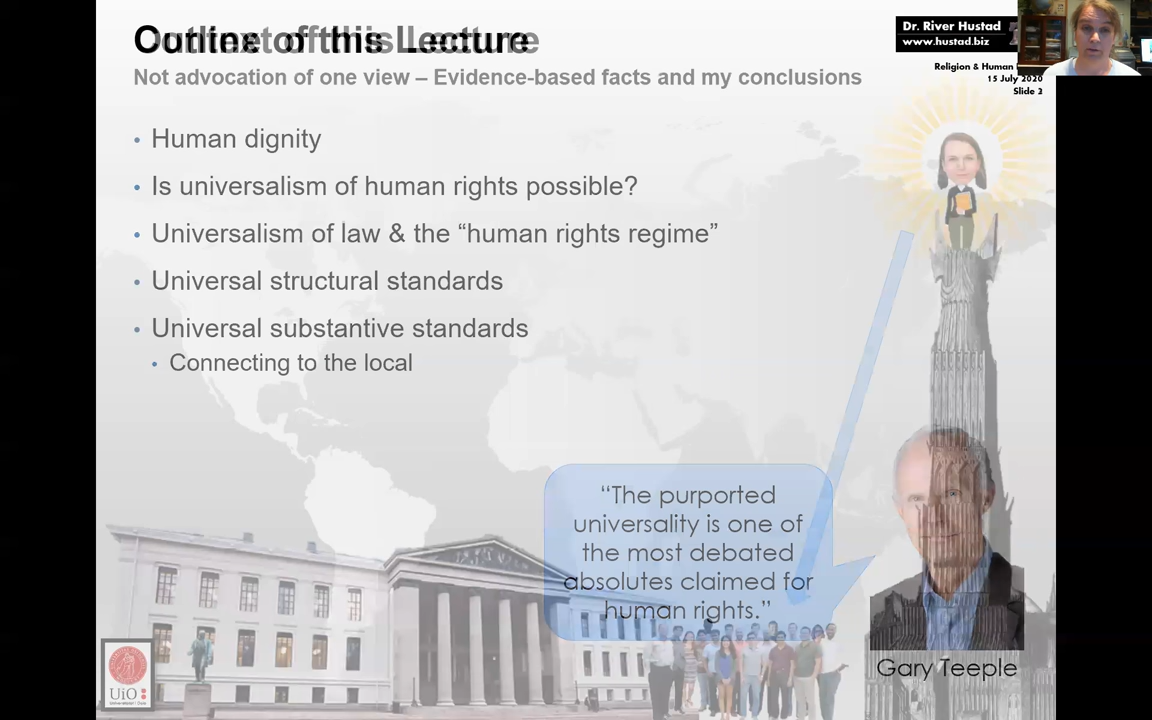 Outline of this Lecture
Dr. River Hustad
www.hustad.biz
Not advocation of one view – Evidence-based facts and my conclusions
Religion & Human
15 July 2020
Slide 2
• Human dignity
• Is universalism of human rights possible?
• Universalism of law & the “human rights regime”
• Universal structural standards
• Universal substantive standards
• Connecting to the local
“The purported
universality is one of
the most debated
absolutes claimed for
human rights.”
Gary Teeple
UiO